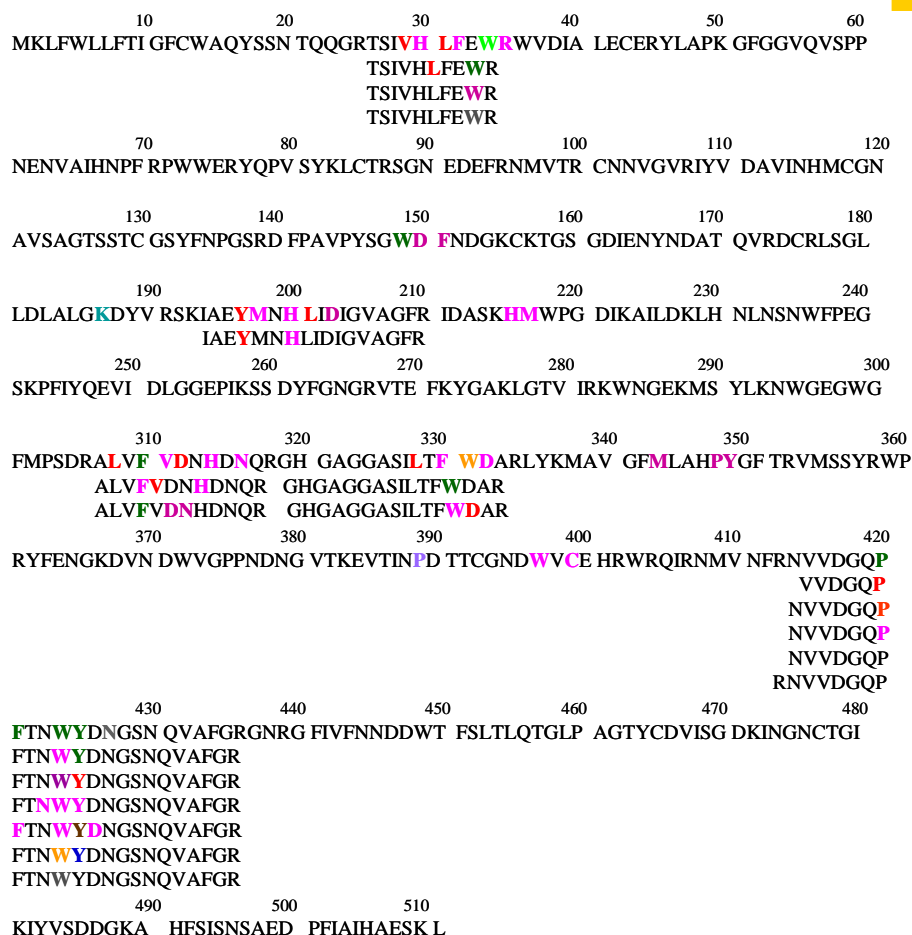 10 20 30 40 50 60
MKLFWLLFTI GFCWAQYSSN TQQGRTSIVH LFEWRWVDIA LECERYLAPK GFGGVQVSPP
TSIVHLFEWR
TSIVHLFEWR
TSIVHLFEWR
70 80 90 100 110 120
NENVAIHNPF RPWWERYQPV SYKLCTRSGN EDEFRNMVTR CNNVGVRIYV DAVINHMCGN
130 140 150 160 170 180
AVSAGTSSTC GSYFNPGSRD FPAVPYSGWD FNDGKCKTGS GDIENYNDAT QVRDCRLSGL
190 200 210 220 230 240
LDLALGKDYV RSKIAEYMNH LIDIGVAGFR IDASKHMWPG DIKAILDKLH NLNSNWFPEG
IAEYMNHLIDIGVAGFR
250 260 270 280 290 300
SKPFIYQEVI DLGGEPIKSS DYFGNGRVTE FKYGAKLGTV IRKWNGEKMS YLKNWGEGWG
310 320 330 340 350 360
FMPSDRALVF VDNHDNQRGH GAGGASILTF WDARLYKMAV GFMLAHPYGF TRVMSSYRWP
ALVFVDNHDNQR GHGAGGASILTFWDAR
ALVFVDNHDNQR GHGAGGASILTFWDAR
370 380 390 400 410 420
RYFENGKDVN DWVGPPNDNG VTKEVTINPD TTCGNDWVCE HRWRQIRNMV NFRNVVDGQP
VVDGQP
NVVDGQP
NVVDGQP
NVVDGQP
RNVVDGQP
430 440 450 460 470 480
FTNWYDNGSN QVAFGRGNRG FIVFNNDDWT FSLTLQTGLP AGTYCDVISG DKINGNCTGI
FTNWYDNGSNQVAFGR
FTNWYDNGSNQVAFGR
FTNWYDNGSNQVAFGR
FTNWYDNGSNQVAFGR
FTNWYDNGSNQVAFGR
FTNWYDNGSNQVAFGR
490 500 510
KIYVSDDGKA HFSISNSAED PFIAIHAESK L